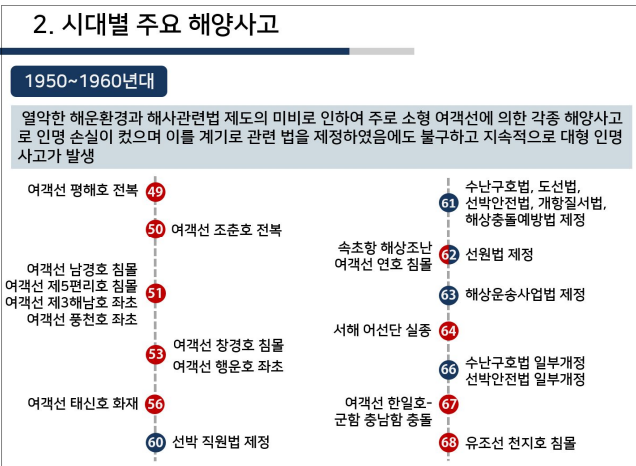 2. 시대별 주요 해양사고
1950~1960년대
열악한 해운환경과 해사관련법 제도의 미비로 인하여 주로 소형 여객선에 의한 각종 해양사고
로 인명 손실이 컸으며 이를 계기로 관련 법을 제정하였음에도 불구하고 지속적으로 대형 인명
사고가 발생
여객선 평해호 전복 49
50 여객선 조춘호 전복
여객선 남경호 침몰
여객선 제5편리호 침몰
51
여객선 제3해남호 좌초
여객선 풍천호 좌초
여객선 창경호 침몰
53
여객선 행운호 좌초
여객선 태신호 화재 56
60 선박 직원법 제정
수난구호법, 도선법,
61 선박안전법, 개항질서법,
해상충돌예방법 제정
속초항 해상조난
62 선원법 제정
여객선 연호 침몰
63 해상운송사업법 제정
서해 어선단 실종 64
수난구호법 일부개정
66
선박안전법 일부개정
여객선 한일호-
67
군함 충남함 충돌
68 유조선 천지호 침몰